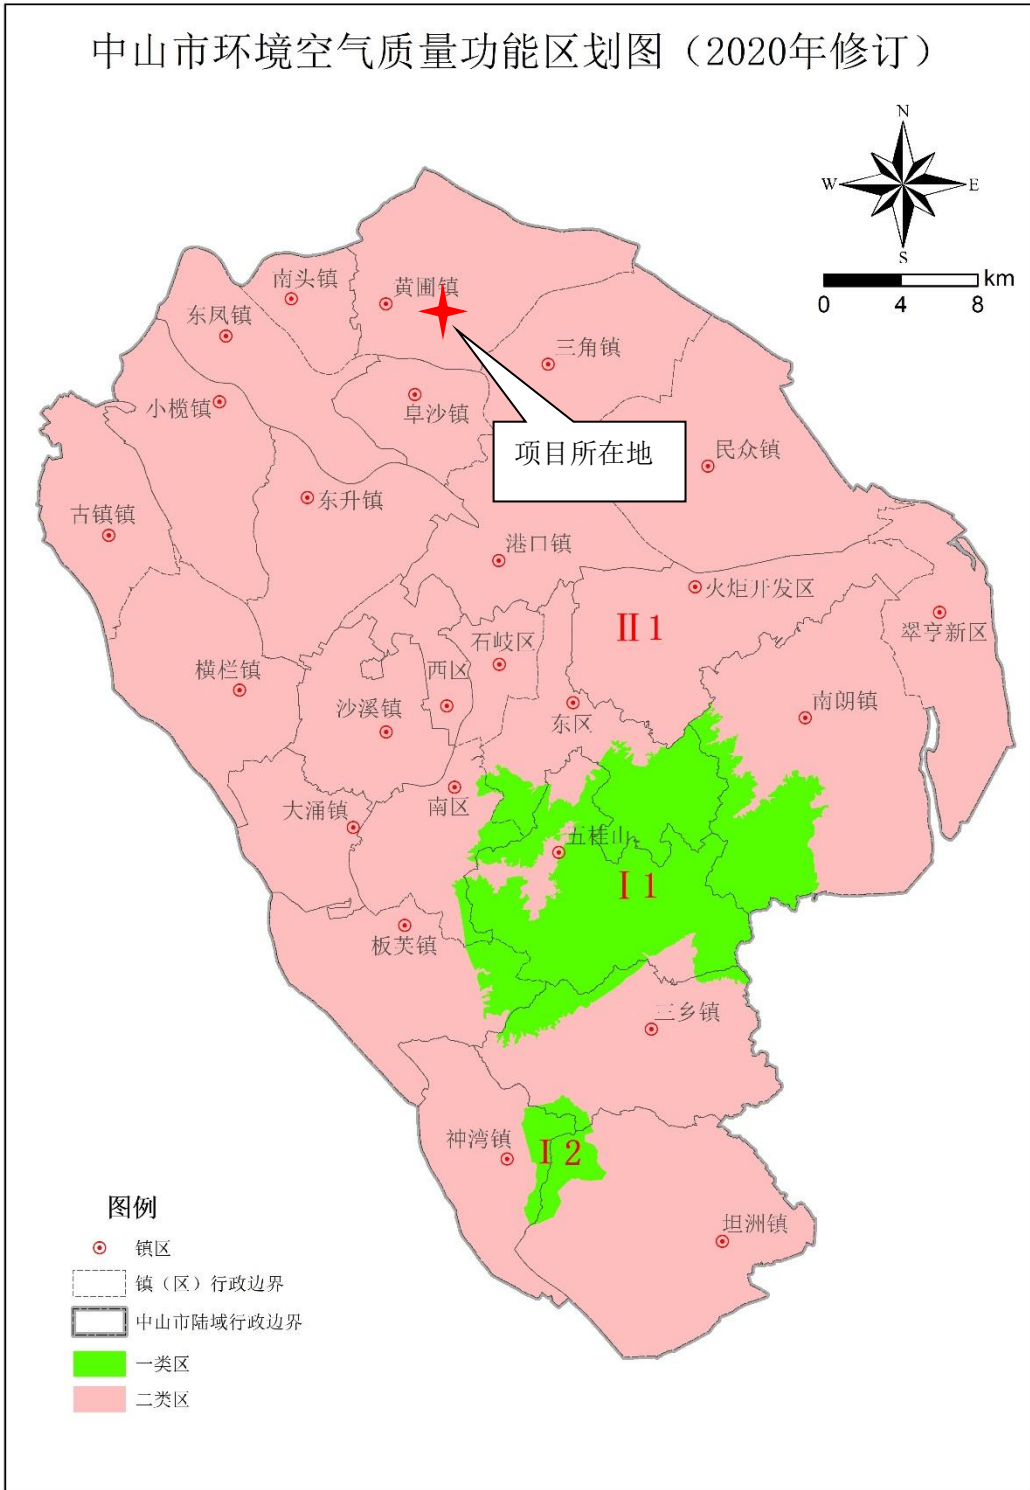 中山市环境空气质量功能区划图（2020年修订）
N
W
E
S
km
0 4 8
南头镇
黄圃镇
东凤镇
三角镇
小榄镇
阜沙镇
项目所在地
民众镇
东升镇
古镇镇
港口镇
火炬开发区
II 1
翠亨新区
石岐区
横栏镇
西区
沙溪镇
东区
南朗镇
南区
大涌镇
五桂山
I 1
板芙镇
三乡镇
神湾镇
I 2
坦洲镇
图例
镇区
镇（区）行政边界
中山市陆域行政边界
一类区
二类区